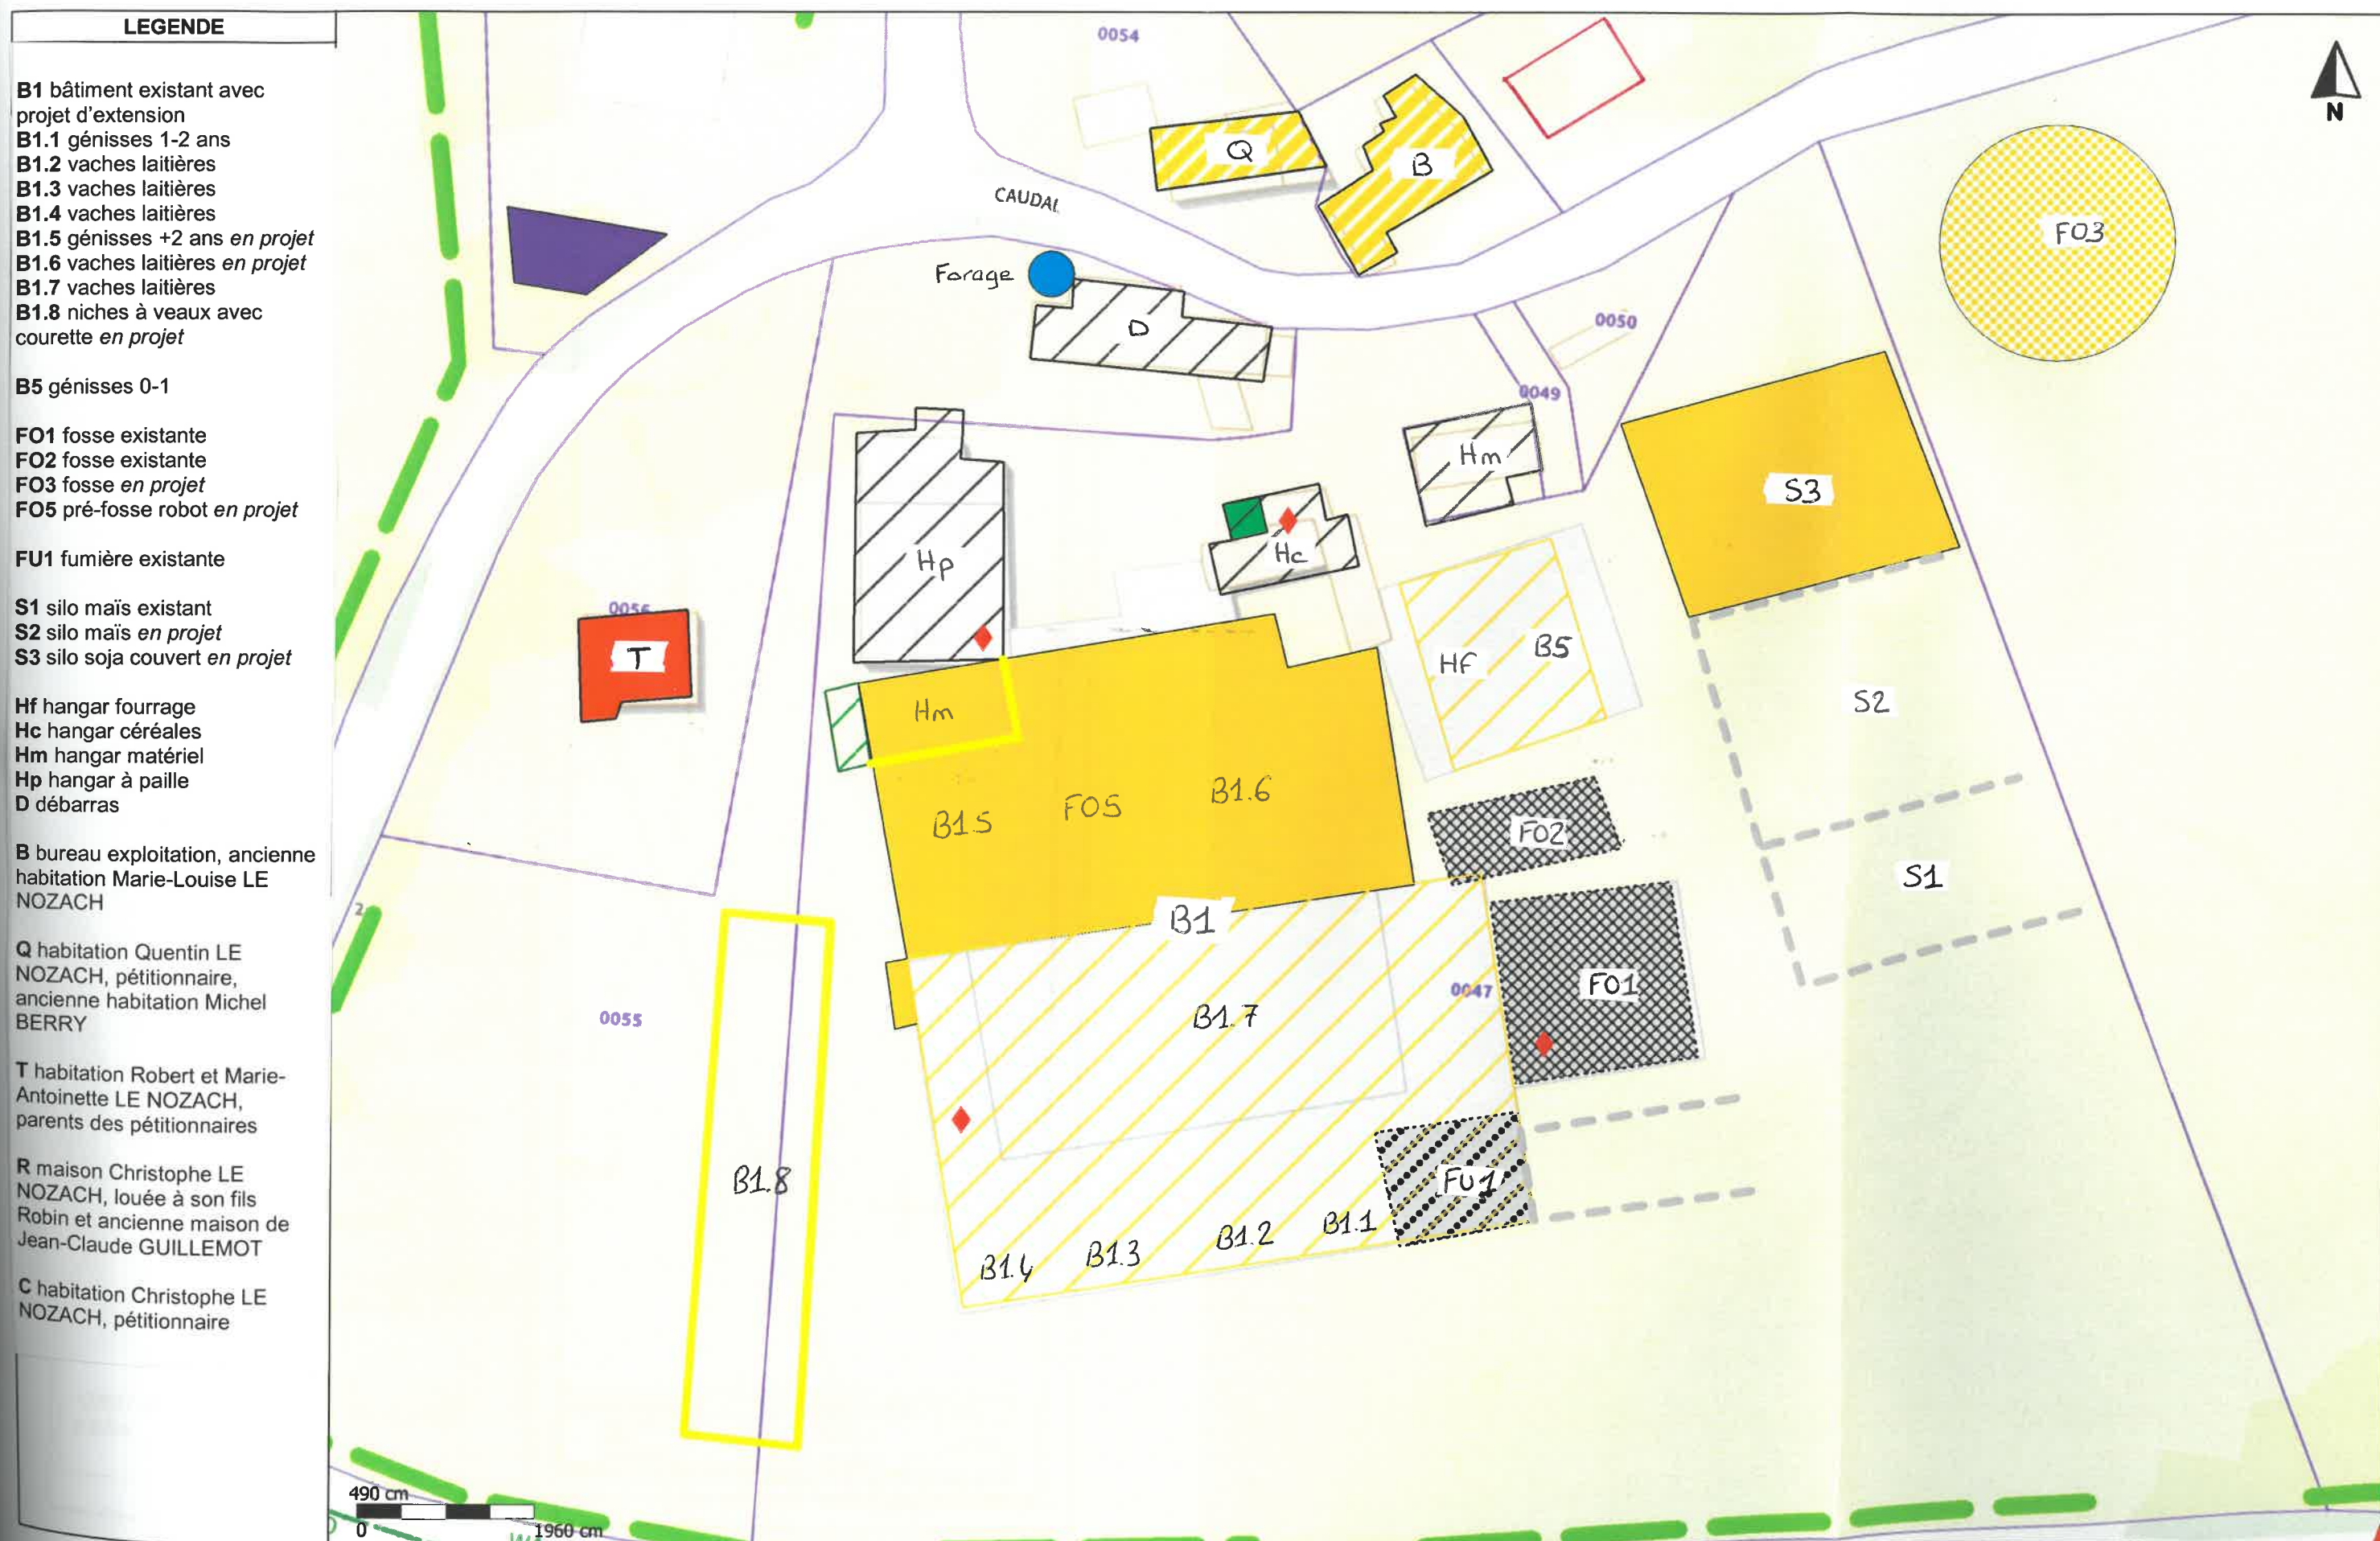 LEGENDE
B1 bâtiment existant avec
projet d'extension
B1.1 génisses 1-2 ans
B1.2 vaches laitières
B1.3 vaches laitières
B1.4 vaches laitières
B1.5 génisses +2 ans en projet
B1.6 vaches laitières en projet
B1.7 vaches laitières
B1.8 niches à veaux avec
courette en projet
B5 génisses 0-1
FO1 fosse existante
FO2 fosse existante
FO3 fosse en projet
FO5 pré-fosse robot en projet
FU1 fumière existante
S1 silo maïs existant
S2 silo maïs en projet
S3 silo soja couvert en projet
Hf hangar fourrage
Hc hangar céréales
Hm hangar matériel
Hp hangar à paille
D débarras
B bureau exploitation, ancienne
habitation Marie-Louise LE
NOZACH
Q habitation Quentin LE
NOZACH, pétitionnaire,
ancienne habitation Michel
BERRY
T habitation Robert et Marie-
Antoinette LE NOZACH,
parents des pétitionnaires
R maison Christophe LE
NOZACH, louée à son fils
Robin et ancienne maison de
Jean-Claude GUILLEMOT
C habitation Christophe LE
NOZACH, pétitionnaire
0054
N
Q
B
CAUDAL
FO3
Forage
D
0050
0049
Hm
S3
Hc
Hp
0056
T
Hf
B5
S2
Hm
B1.5
FO5
B1.6
FO2
S1
B1
2
FO1
0047
0055
B1.7
B1.8
FU1
B1.4
B1.3
B1.2
B1.1
490 cm
0
1960 cm